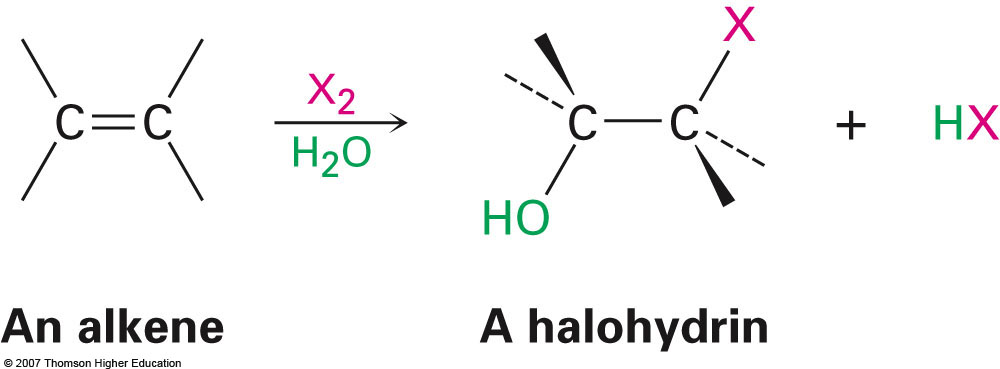 X
C=C
X₂
H₂O
C—C
+
HX
HO
An alkene
A halohydrin
© 2007 Thomson Higher Education